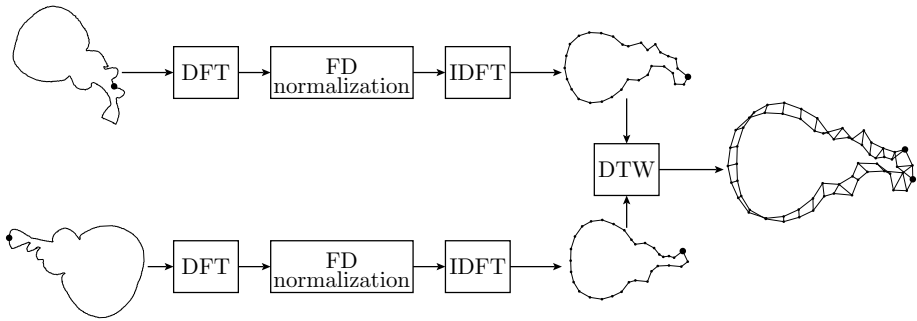 DFT
FD
normalization
IDFT
DTW
DFT
FD
normalization
IDFT